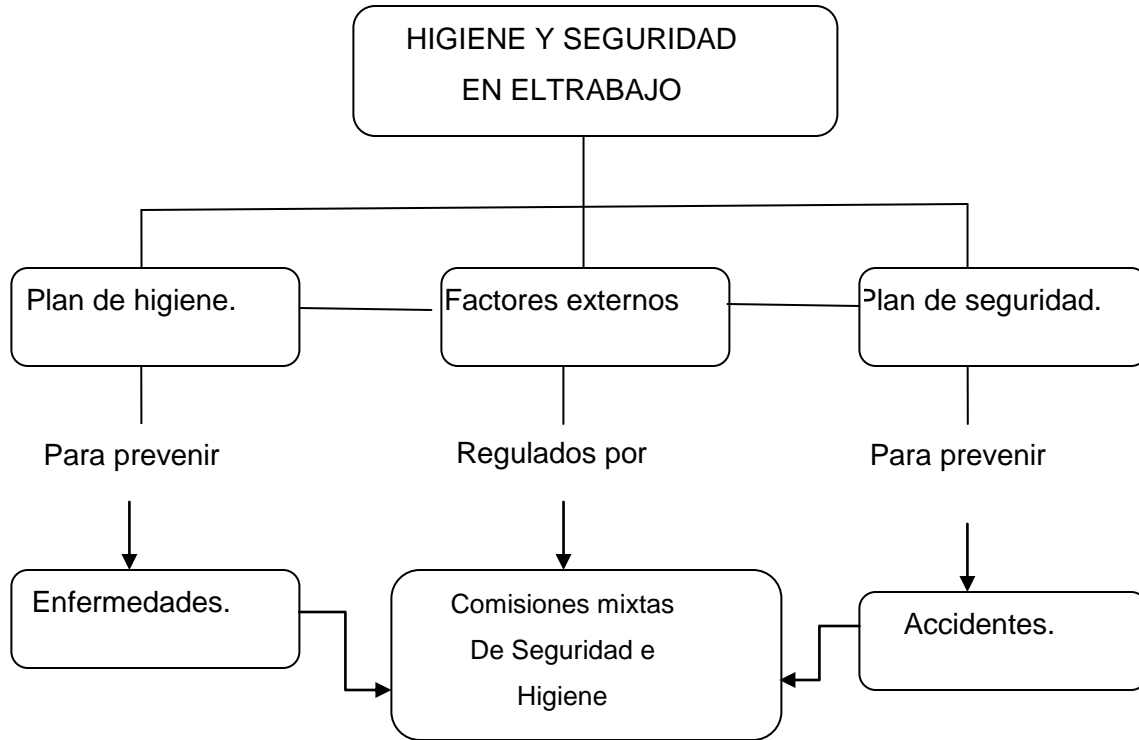 HIGIENE Y SEGURIDAD
EN ELTRABAJO
Plan de higiene.
Factores externos
Plan de seguridad.
Para prevenir
Regulados por
Para prevenir
Enfermedades.
Comisiones mixtas
De Seguridad e
Higiene
Accidentes.